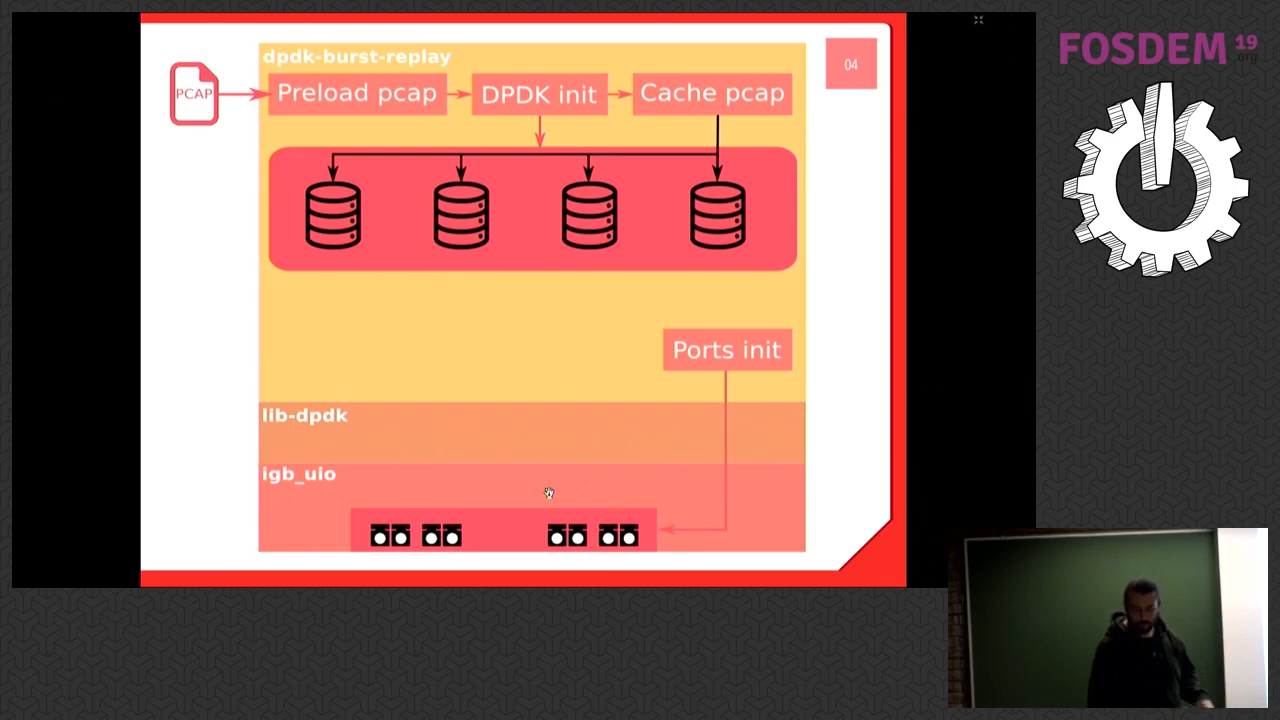 dpdk-burst-replay
PCAP
Preload pcap
DPDK init
Cache pcap
04
Ports init
lib-dpdk
igb_uio
FOSDEM 19
.org